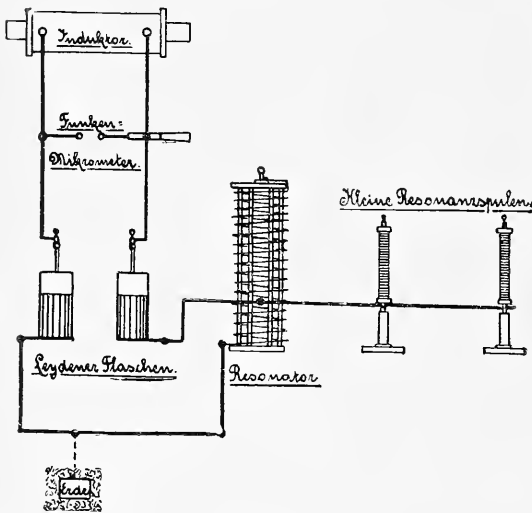 Induktor.
Funken=
Mikrometer.
Kleine Resonanzspulen.
Leydener Flaschen.
Resonator
Erde